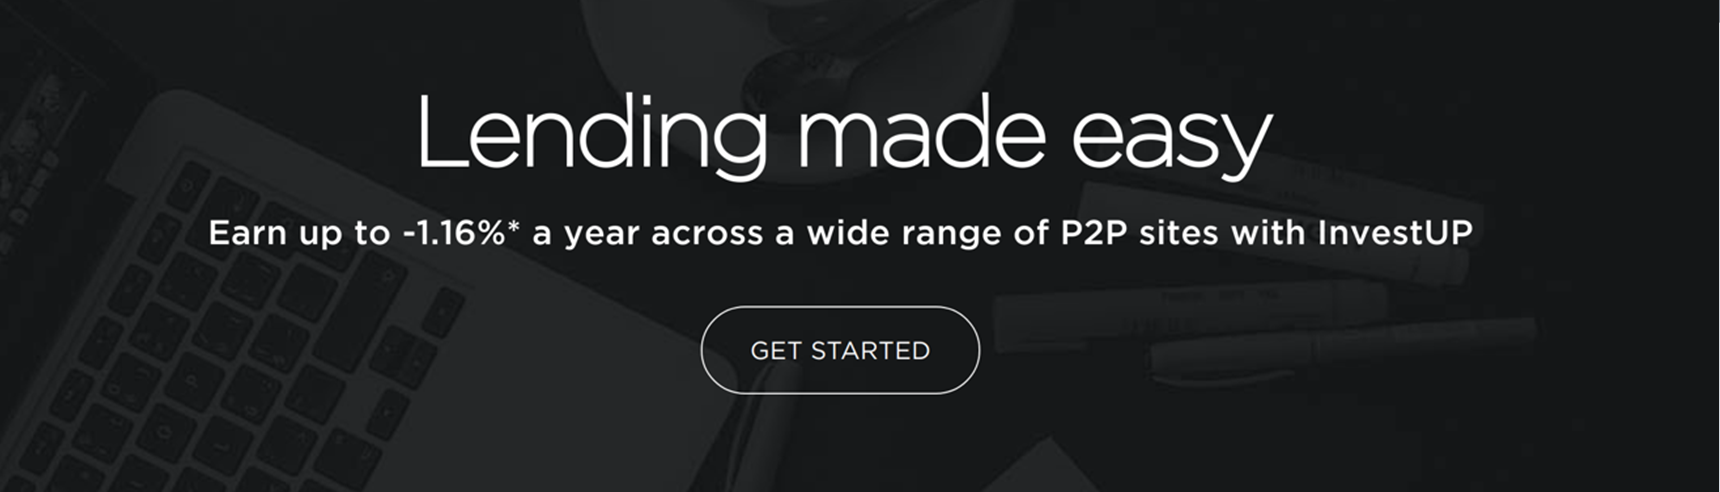 Lending made easy
Earn up to -1.16%* a year across a wide range of P2P sites with InvestUP
GET STARTED